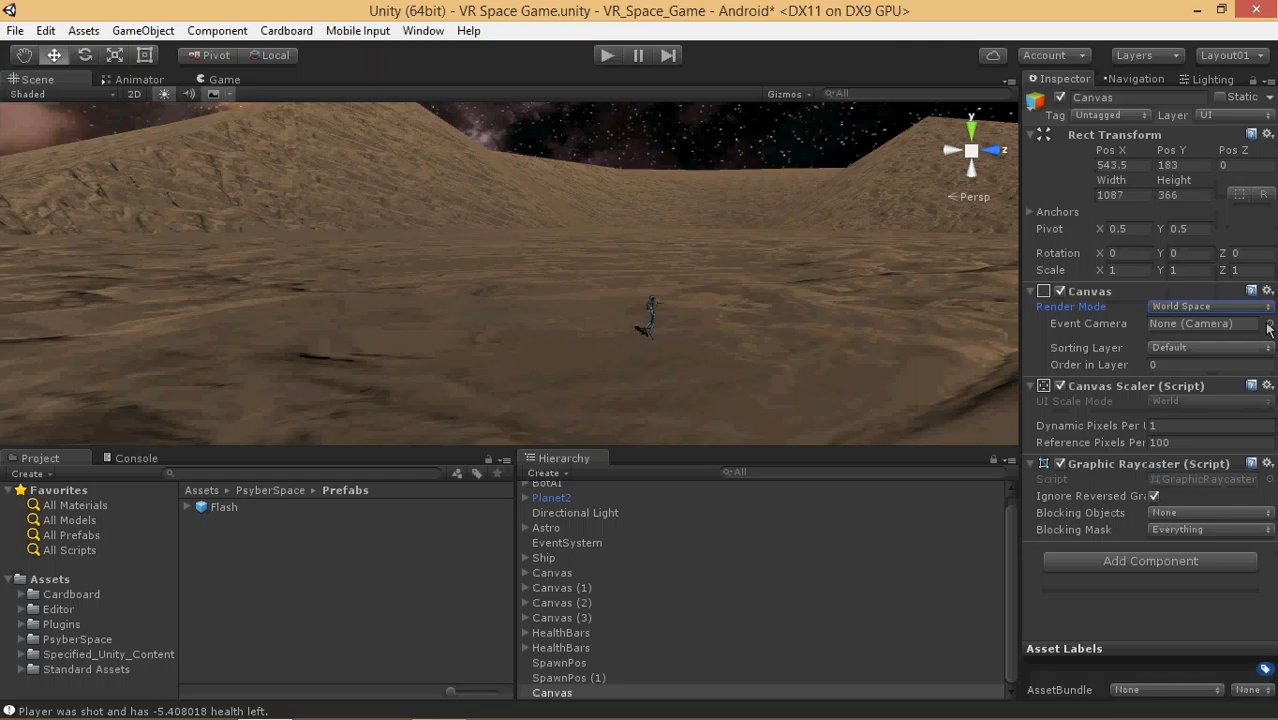 Unity (64bit) - VR Space Game.unity - VR_Space_Game - Android* <DX11 on DX9 GPU>
File Edit Assets GameObject Component Cardboard Mobile Input Window Help
Pivot Local Account Layers Layout01
Scene Animator Game
Shaded 2D Gizmos All
y
z
Persp
Inspector Navigation Lighting
Canvas Static
Tag Untagged Layer UI
Rect Transform
Pos X Pos Y Pos Z
543.5 183 0
Width Height
1087 366
R
Anchors
Pivot X 0.5 Y 0.5
Rotation X 0 Y 0 Z 0
Scale X 1 Y 1 Z 1
Canvas
Render Mode World Space
Event Camera None (Camera)
Sorting Layer Default
Order in Layer 0
Canvas Scaler (Script)
UI Scale Mode World
Dynamic Pixels Per U 1
Reference Pixels Per 100
Graphic Raycaster (Script)
Script GraphicRaycaster
Ignore Reversed Gra
Blocking Objects None
Blocking Mask Everything
Add Component
Asset Labels
AssetBundle None None
Project Console
Create
Favorites
All Materials
All Models
All Prefabs
All Scripts
Assets
Cardboard
Editor
Plugins
PsyberSpace
Specified_Unity_Content
Standard Assets
Assets PsyberSpace Prefabs
Flash
Hierarchy
Create All
BotAI
Planet2
Directional Light
Astro
EventSystem
Ship
Canvas
Canvas (1)
Canvas (2)
Canvas (3)
HealthBars
HealthBars
SpawnPos
SpawnPos (1)
Canvas
Player was shot and has -5.408018 health left.